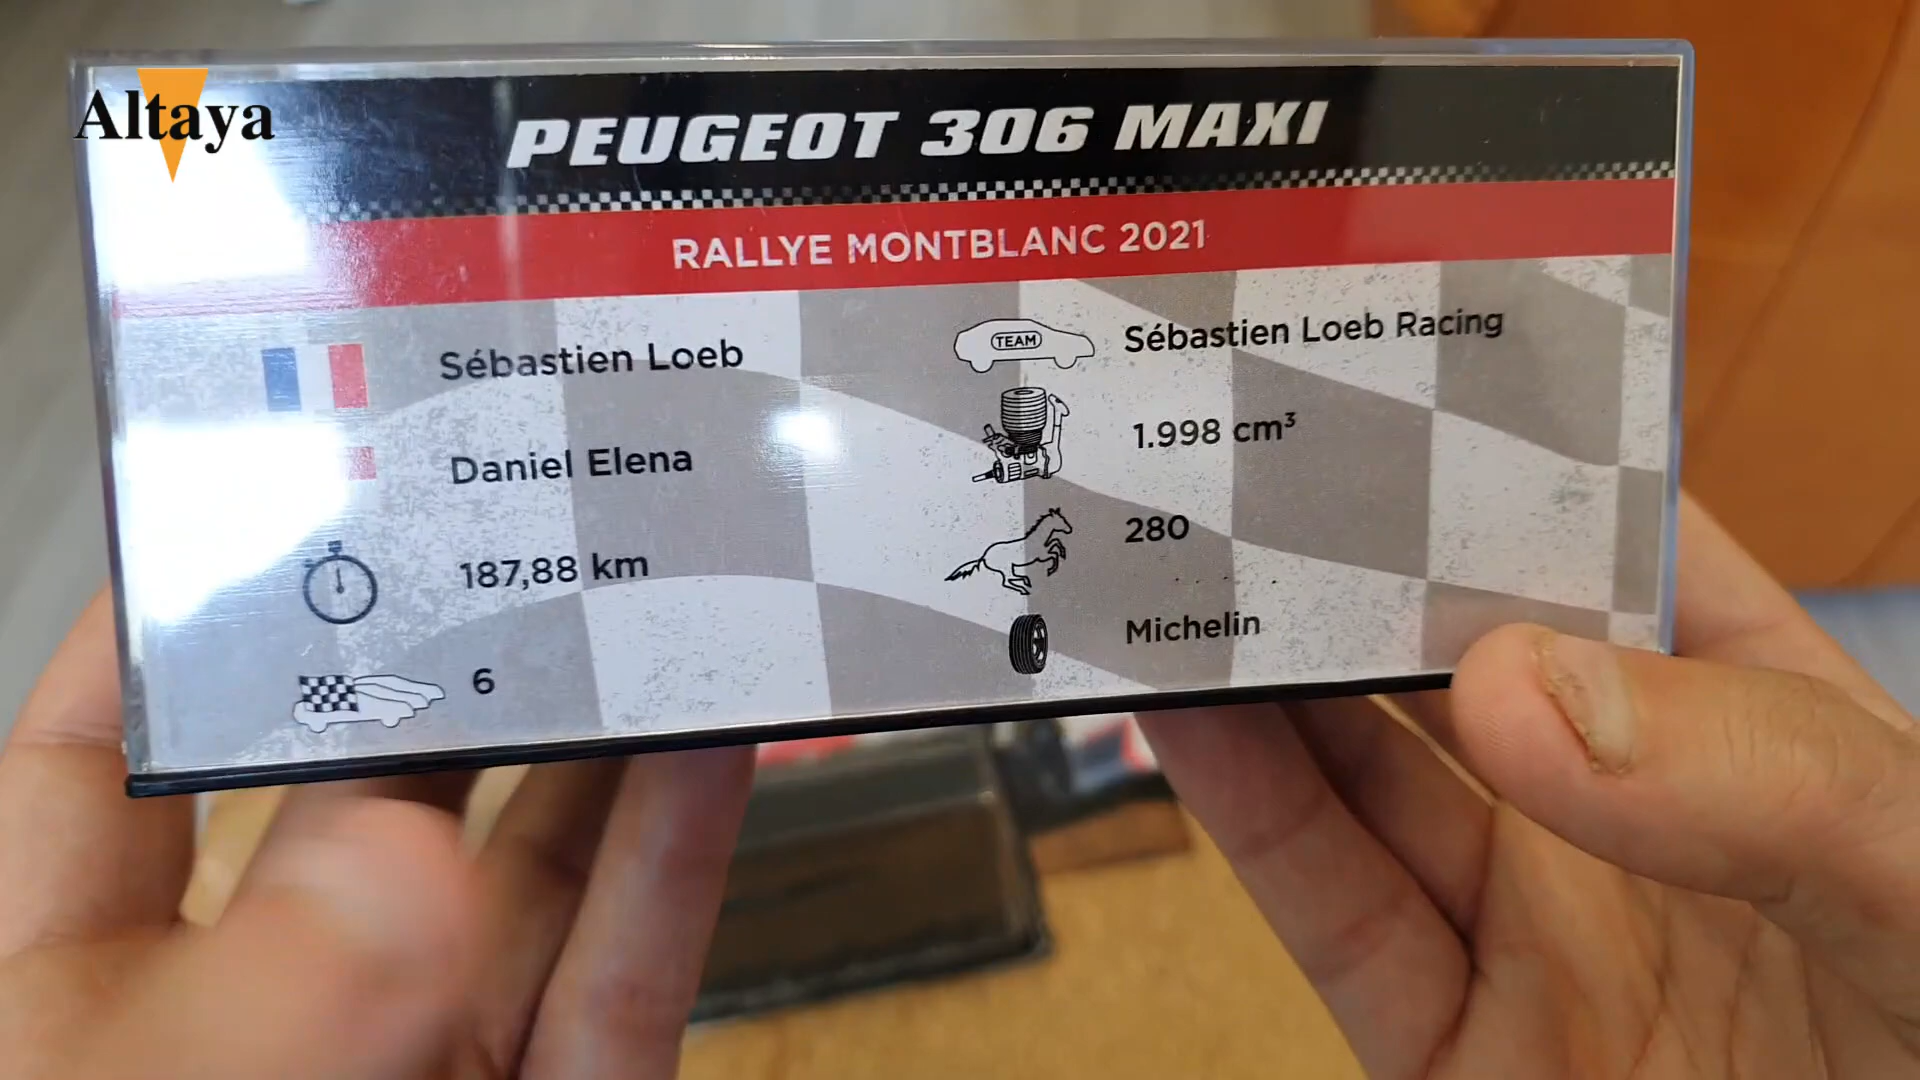 Altaya
PEUGEOT 306 MAXI
RALLYE MONTBLANC 2021
Sébastien Loeb
Daniel Elena
187,88 km
6
TEAM
Sébastien Loeb Racing
1.998 cm³
280
Michelin